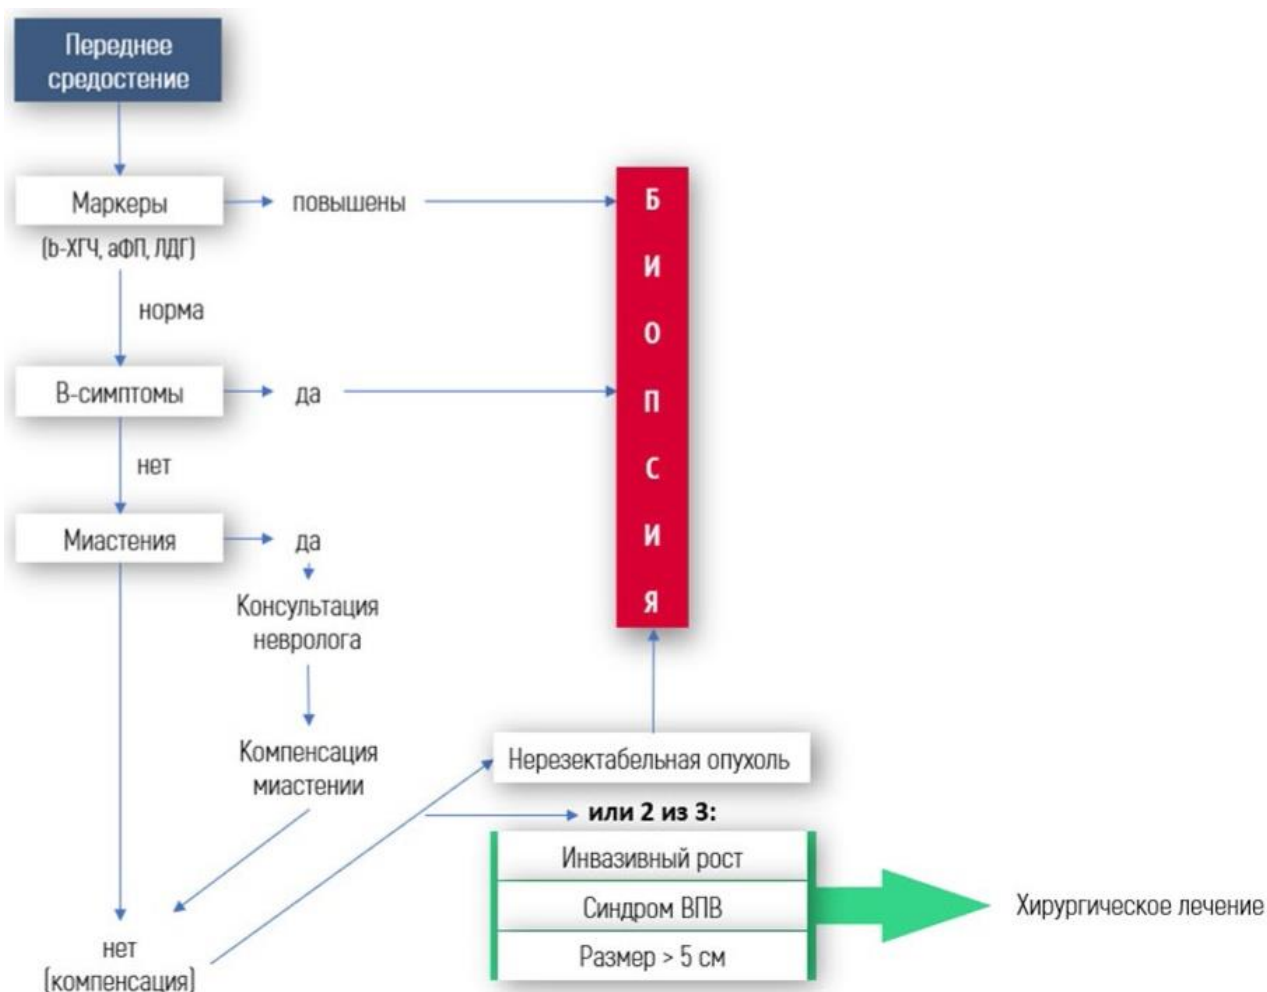 Переднее
средостение
Маркеры
повышены
(b-ХГЧ, аФП, ЛДГ)
норма
В-симптомы
да
нет
Миастения
да
Консультация
невролога
Компенсация
миастении
нет
(компенсация)
Б
И
О
П
С
И
Я
Нерезектабельная опухоль
или 2 из 3:
Инвазивный рост
Синдром ВПВ
Размер > 5 см
Хирургическое лечение